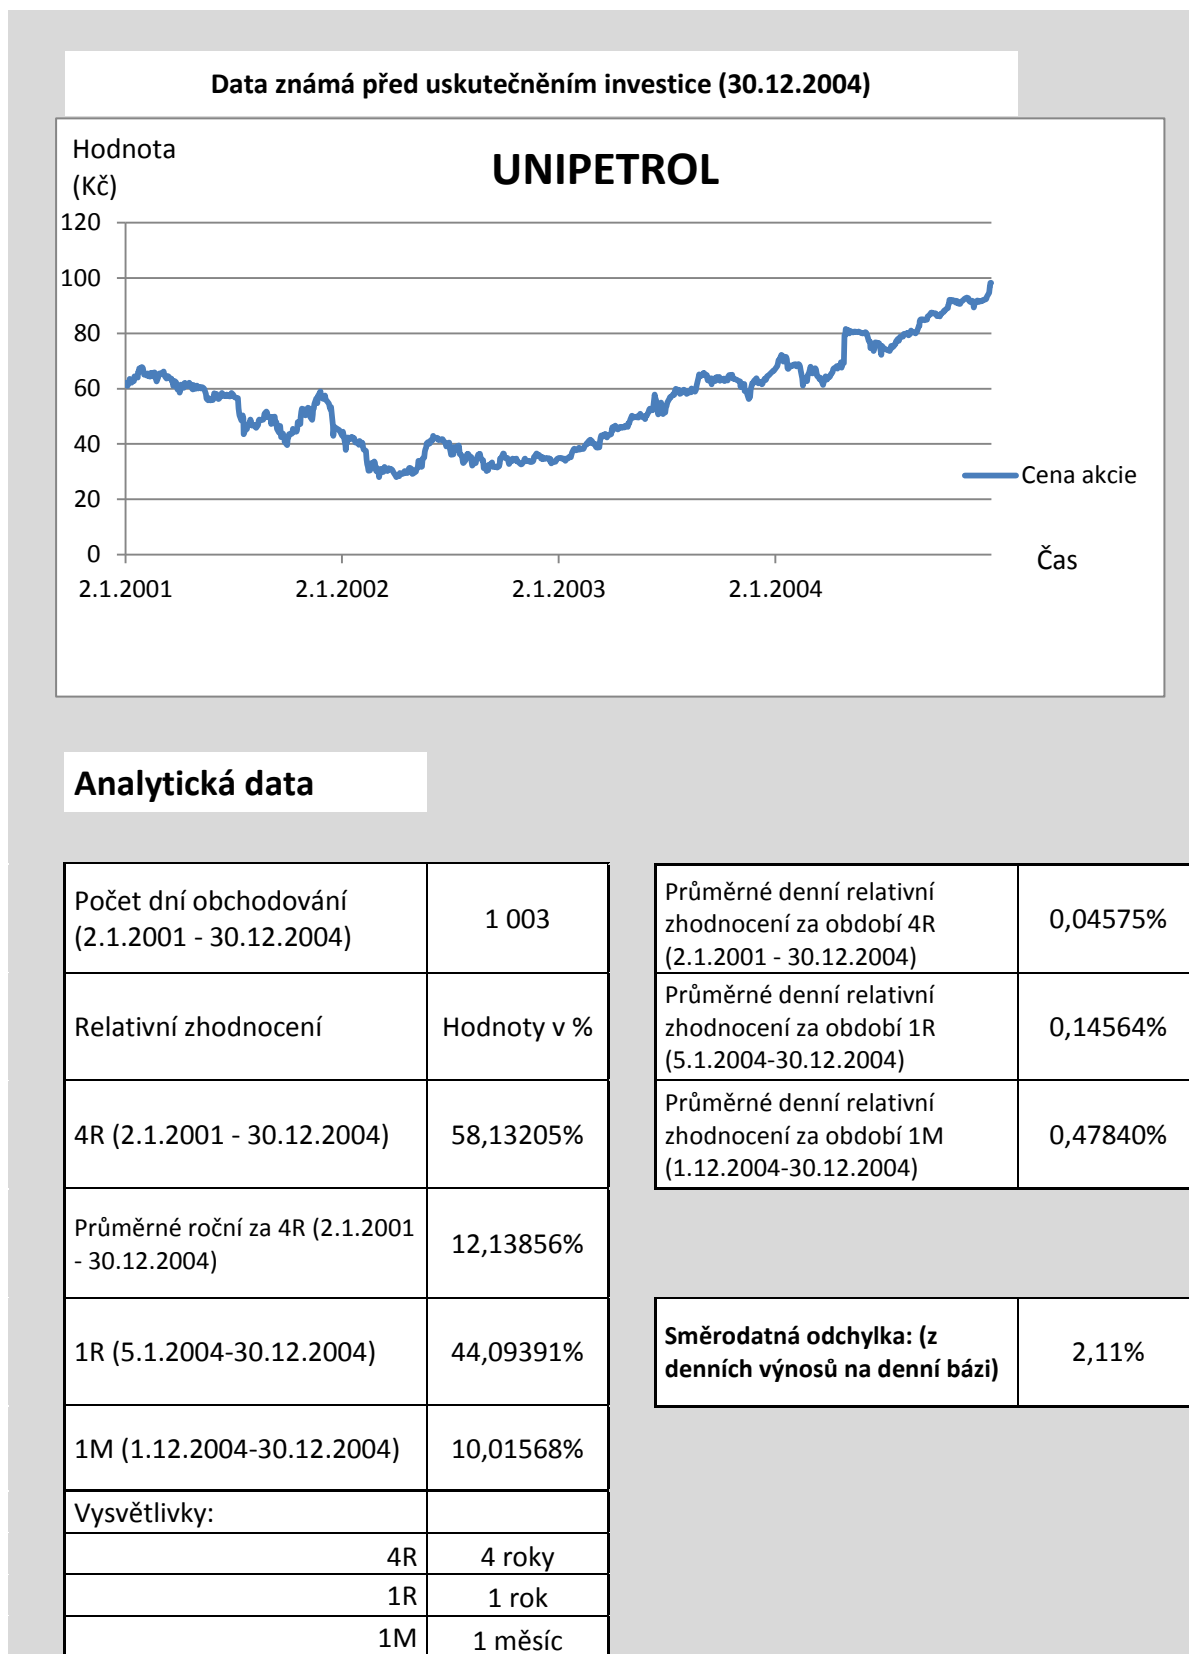 Data známá před uskutečněním investice (30.12.2004)
Hodnota
(Kč)
UNIPETROL
120
100
80
60
40
20
0
2.1.2001
2.1.2002
2.1.2003
2.1.2004
Cena akcie
Čas
Analytická data
Počet dní obchodování
(2.1.2001 - 30.12.2004)
1 003
Relativní zhodnocení
Hodnoty v %
4R (2.1.2001 - 30.12.2004)
58,13205%
Průměrné roční za 4R (2.1.2001
- 30.12.2004)
12,13856%
1R (5.1.2004-30.12.2004)
44,09391%
1M (1.12.2004-30.12.2004)
10,01568%
Vysvětlivky:
4R
4 roky
1R
1 rok
1M
1 měsíc
Průměrné denní relativní
zhodnocení za období 4R
(2.1.2001 - 30.12.2004)
0,04575%
Průměrné denní relativní
zhodnocení za období 1R
(5.1.2004-30.12.2004)
0,14564%
Průměrné denní relativní
zhodnocení za období 1M
(1.12.2004-30.12.2004)
0,47840%
Směrodatná odchylka: (z
denních výnosů na denní bázi)
2,11%